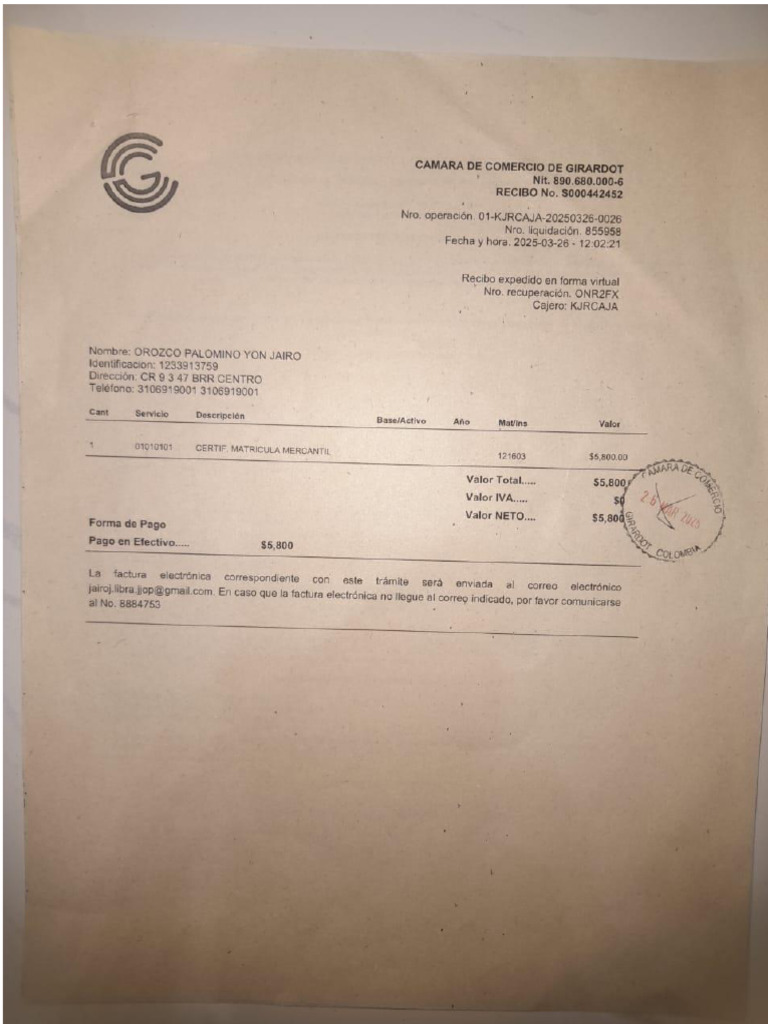 CAMARA DE COMERCIO DE GIRARDOT
Nit. 890.680.000-6
RECIBO No. S000442452
Nro. operación. 01-KJRCAJA-20250326-0026
Nro. liquidación. 855958
Fecha y hora. 2025-03-26 - 12:02:21
Recibo expedido en forma virtual
Nro. recuperación. ONR2FX
Cajero: KJRCAJA
Nombre: OROZCO PALOMINO YON JAIRO
Identificacion: 1233913759
Dirección: CR 9 3 47 BRR CENTRO
Teléfono: 3106919001 3106919001
Cant Servicio Descripción Base/Activo Año Mat/Ins Valor
1 01010101 CERTIF. MATRICULA MERCANTIL 121603 $5,800.00
Valor Total..... $5,800
Valor IVA..... $0
Valor NETO.... $5,800
CAMARA DE COMERCIO
26 MAR 2025
GIRARDOT COLOMBIA
Forma de Pago
Pago en Efectivo..... $5,800
La factura electrónica correspondiente con este trámite será enviada al correo electrónico
jairoj.libra.jjop@gmail.com. En caso que la factura electrónica no llegue al correo indicado, por favor comunicarse
al No. 8884753